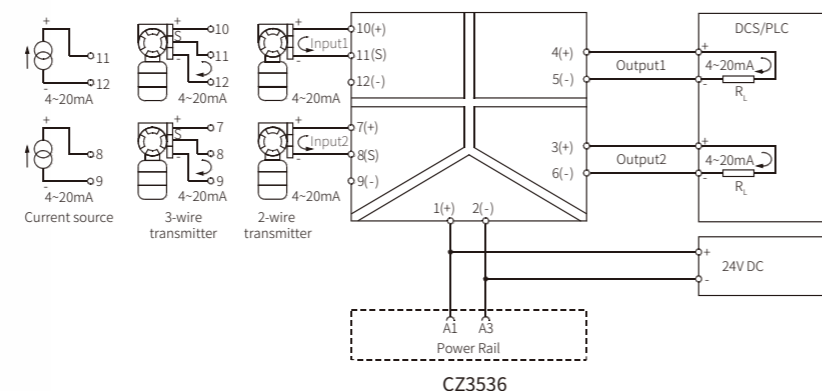 +
11
12
-
4~20mA
+
S
-
10
11
12
4~20mA
+
-
Input1
4~20mA
10(+)
11(S)
12(-)
4(+)
5(-)
Output1
DCS/PLC
+
4~20mA
-
RL
+
8
9
-
4~20mA
Current source
+
S
-
7
8
9
4~20mA
3-wire
transmitter
+
-
Input2
4~20mA
2-wire
transmitter
7(+)
8(S)
9(-)
3(+)
6(-)
Output2
+
4~20mA
-
RL
1(+) 2(-)
+
24V DC
-
A1 A3
Power Rail
CZ3536